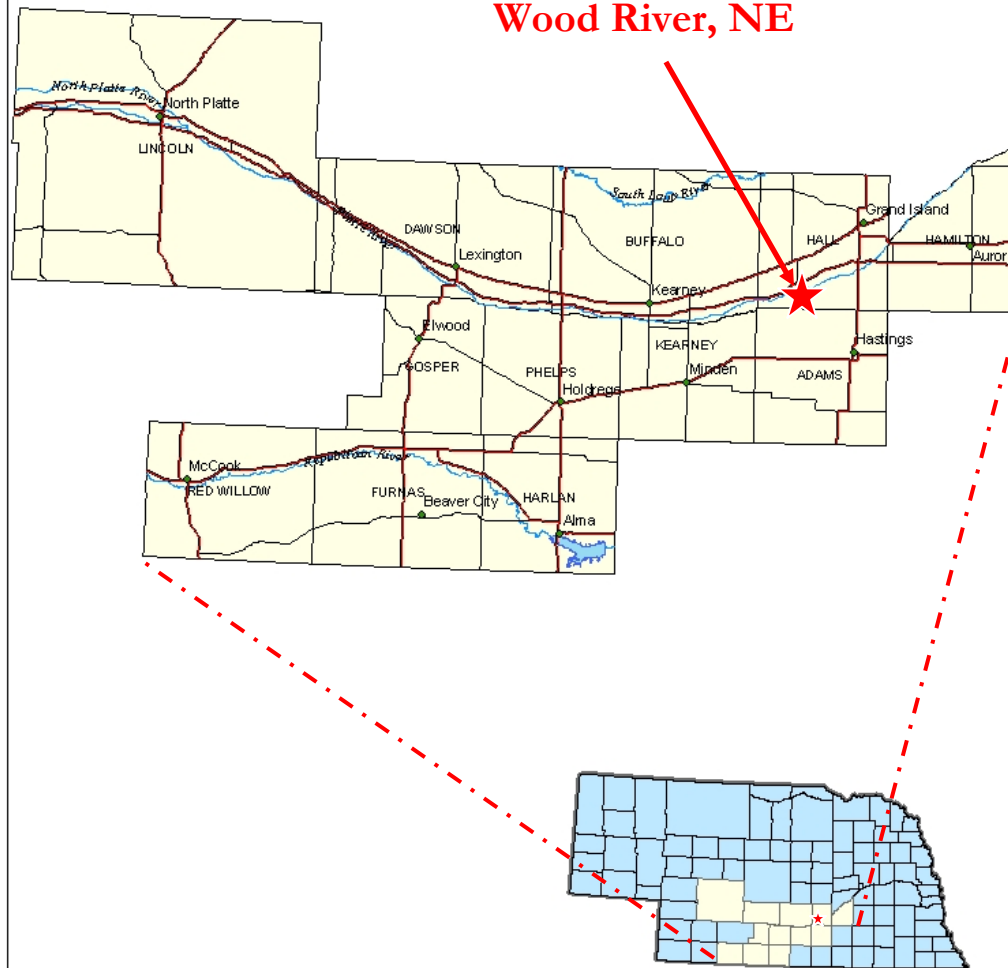 Wood River, NE
North Platte River
North Platte
LINCOLN
South Loup River
Grand Island
DAWSON
BUFFALO
HALL
HAMILTON
Lexington
Auror
Kearney
Elwood
KEARNEY
Hastings
GOSPER
PHELPS
Minden
ADAMS
Holdrege
Republican River
McCook
RED WILLOW
FURNAS
Beaver City
HARLAN
Alma